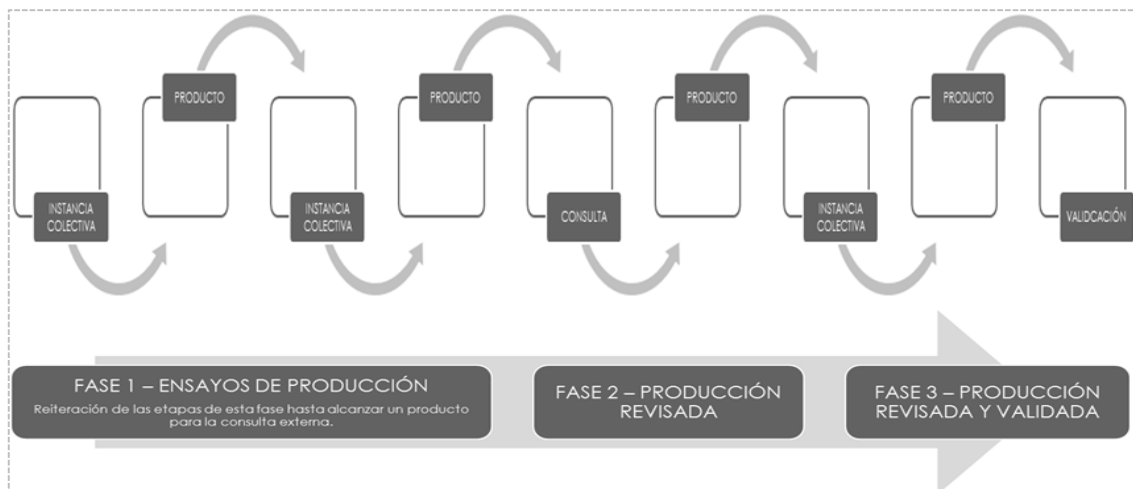 PRODUCTO
PRODUCTO
PRODUCTO
PRODUCTO
INSTANCIA
COLECTIVA
INSTANCIA
COLECTIVA
CONSULTA
INSTANCIA
COLECTIVA
VALIDCACIÓN
FASE 1 – ENSAYOS DE PRODUCCIÓN
Reiteración de las etapas de esta fase hasta alcanzar un producto
para la consulta externa.
FASE 2 – PRODUCCIÓN
REVISADA
FASE 3 – PRODUCCIÓN
REVISADA Y VALIDADA